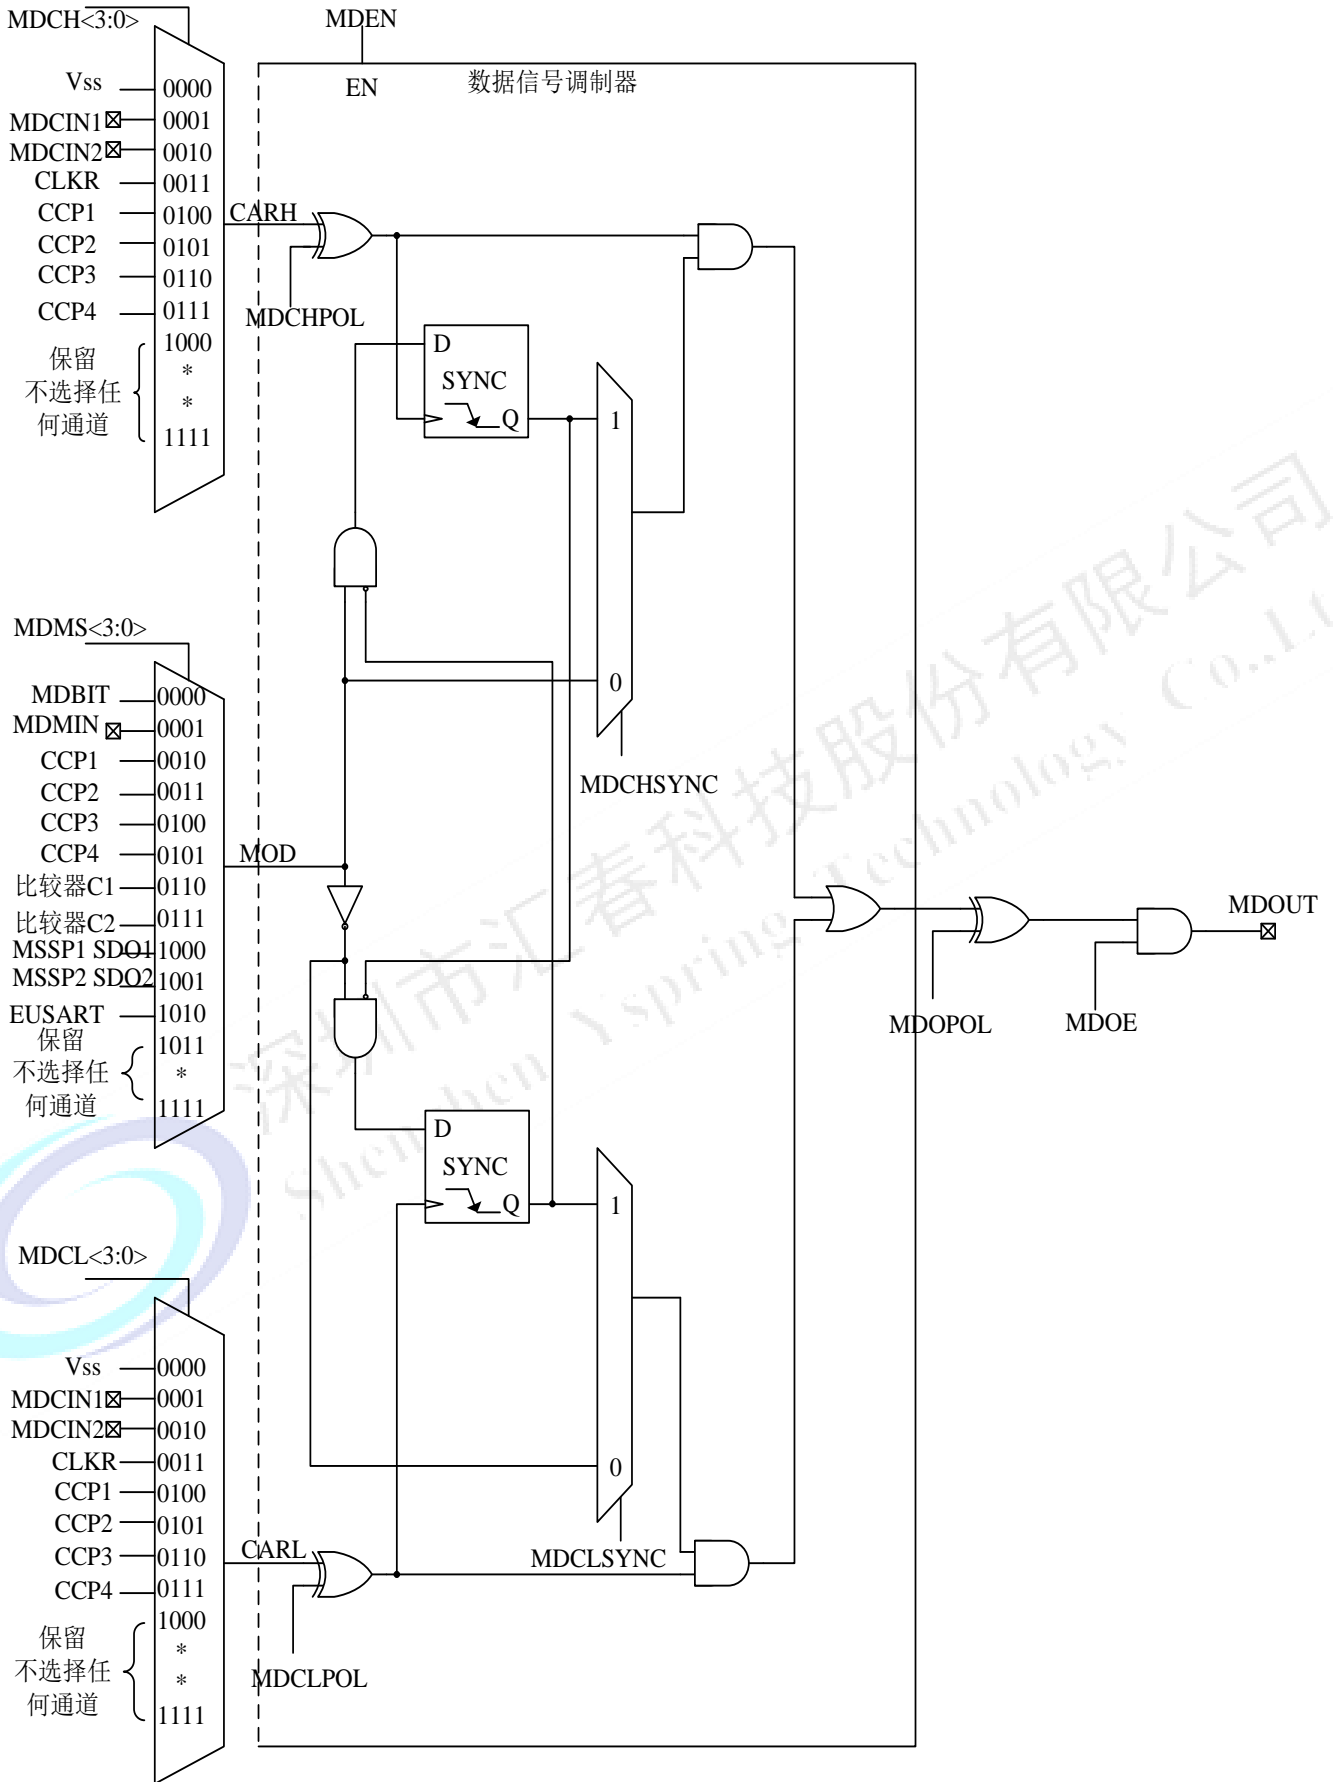 MDCH<3:0>
MDEN
EN
数据信号调制器
Vss
0000
MDCIN1
0001
MDCIN2
0010
CLKR
0011
CCP1
0100
CCP2
0101
CCP3
0110
CCP4
0111
保留
不选择任
何通道
1000
*
*
1111
CARH
MDCHPOL
D
SYNC
Q
1
0
MDCHSYNC
MDMS<3:0>
MDBIT
0000
MDMIN
0001
CCP1
0010
CCP2
0011
CCP3
0100
CCP4
0101
比较器C1
0110
比较器C2
0111
MSSP1 SDO1
1000
MSSP2 SDO2
1001
EUSART
1010
保留
不选择任
何通道
1011
*
1111
MOD
MDOPOL
MDOE
MDOUT
D
SYNC
Q
1
0
MDCLSYNC
MDCL<3:0>
Vss
0000
MDCIN1
0001
MDCIN2
0010
CLKR
0011
CCP1
0100
CCP2
0101
CCP3
0110
CCP4
0111
保留
不选择任
何通道
1000
*
*
1111
CARL
MDCLPOL
深圳市汇春科技股份有限公司
Shenzhen Yspring Technology Co.,Lt